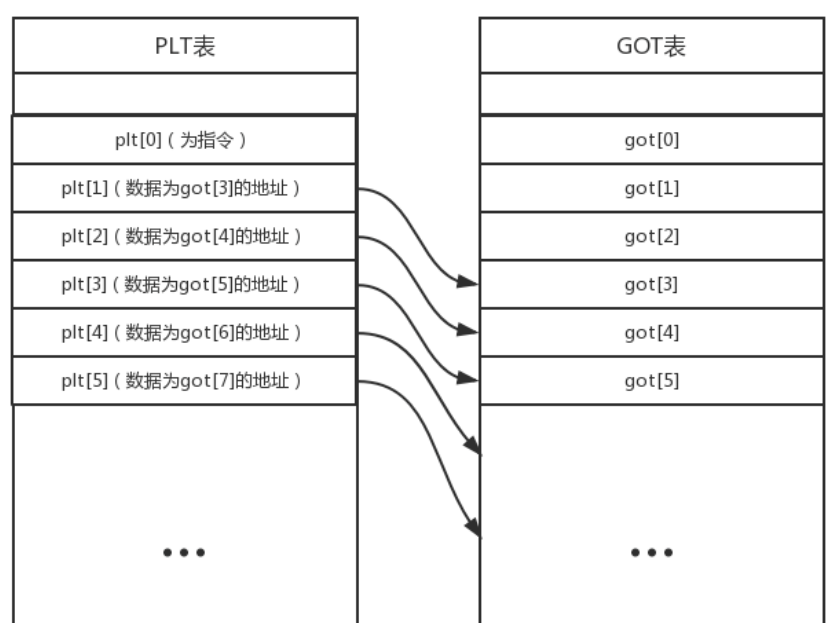 PLT表
GOT表
plt[0]（为指令）
got[0]
plt[1]（数据为got[3]的地址）
got[1]
plt[2]（数据为got[4]的地址）
got[2]
plt[3]（数据为got[5]的地址）
got[3]
plt[4]（数据为got[6]的地址）
got[4]
plt[5]（数据为got[7]的地址）
got[5]
•••
•••